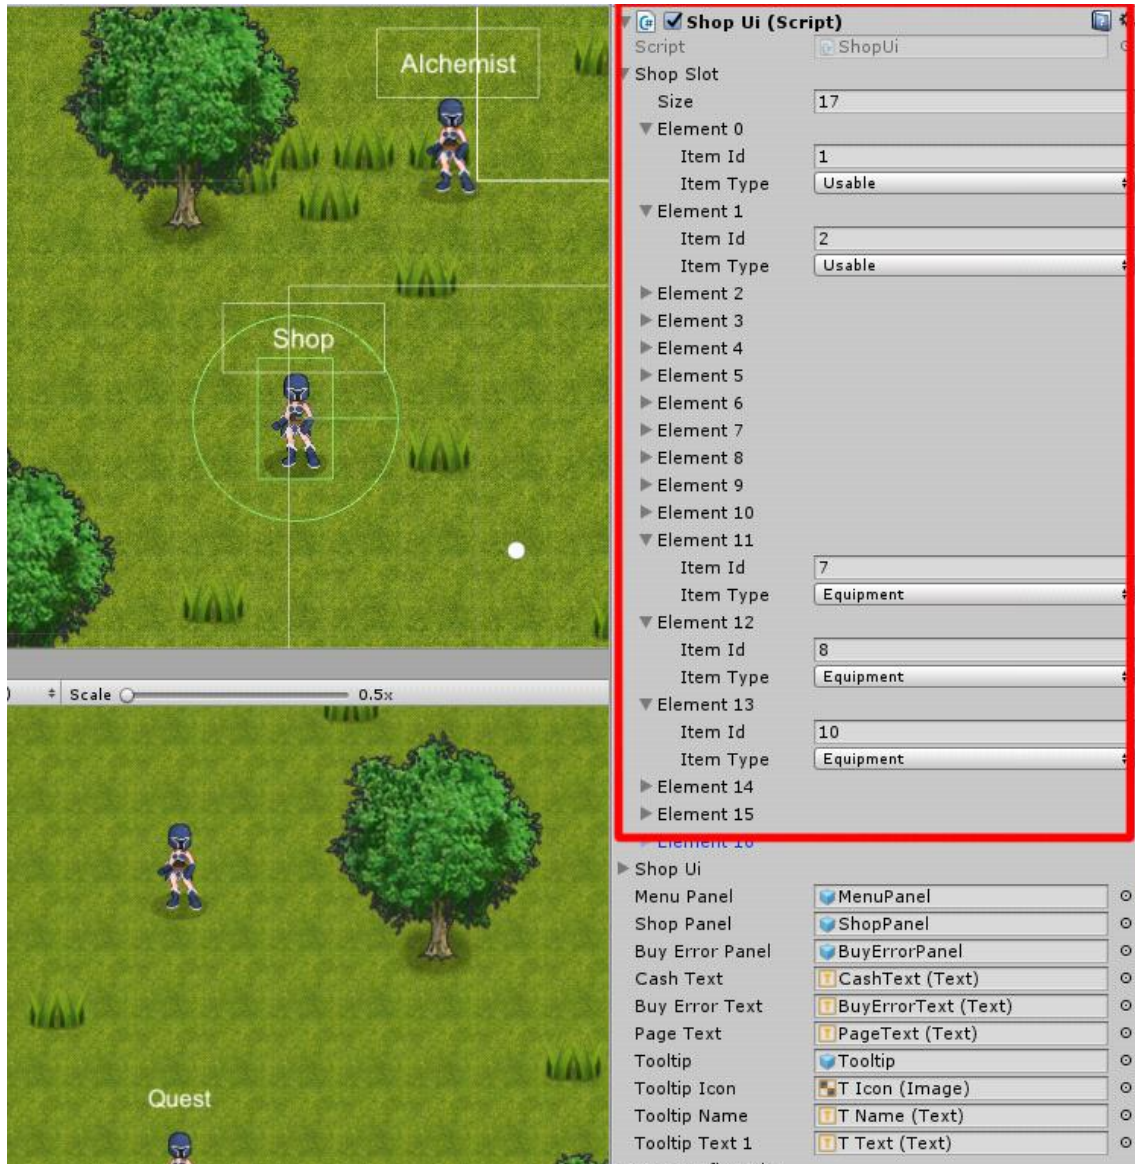 Alchemist
Shop
) Scale 0.5x
Quest
Shop Ui (Script)
Script ShopUi
Shop Slot
Size 17
Element 0
Item Id 1
Item Type Usable
Element 1
Item Id 2
Item Type Usable
Element 2
Element 3
Element 4
Element 5
Element 6
Element 7
Element 8
Element 9
Element 10
Element 11
Item Id 7
Item Type Equipment
Element 12
Item Id 8
Item Type Equipment
Element 13
Item Id 10
Item Type Equipment
Element 14
Element 15
Element 16
Shop Ui
Menu Panel MenuPanel
Shop Panel ShopPanel
Buy Error Panel BuyErrorPanel
Cash Text CashText (Text)
Buy Error Text BuyErrorText (Text)
Page Text PageText (Text)
Tooltip Tooltip
Tooltip Icon T Icon (Image)
Tooltip Name T Name (Text)
Tooltip Text 1 T Text (Text)